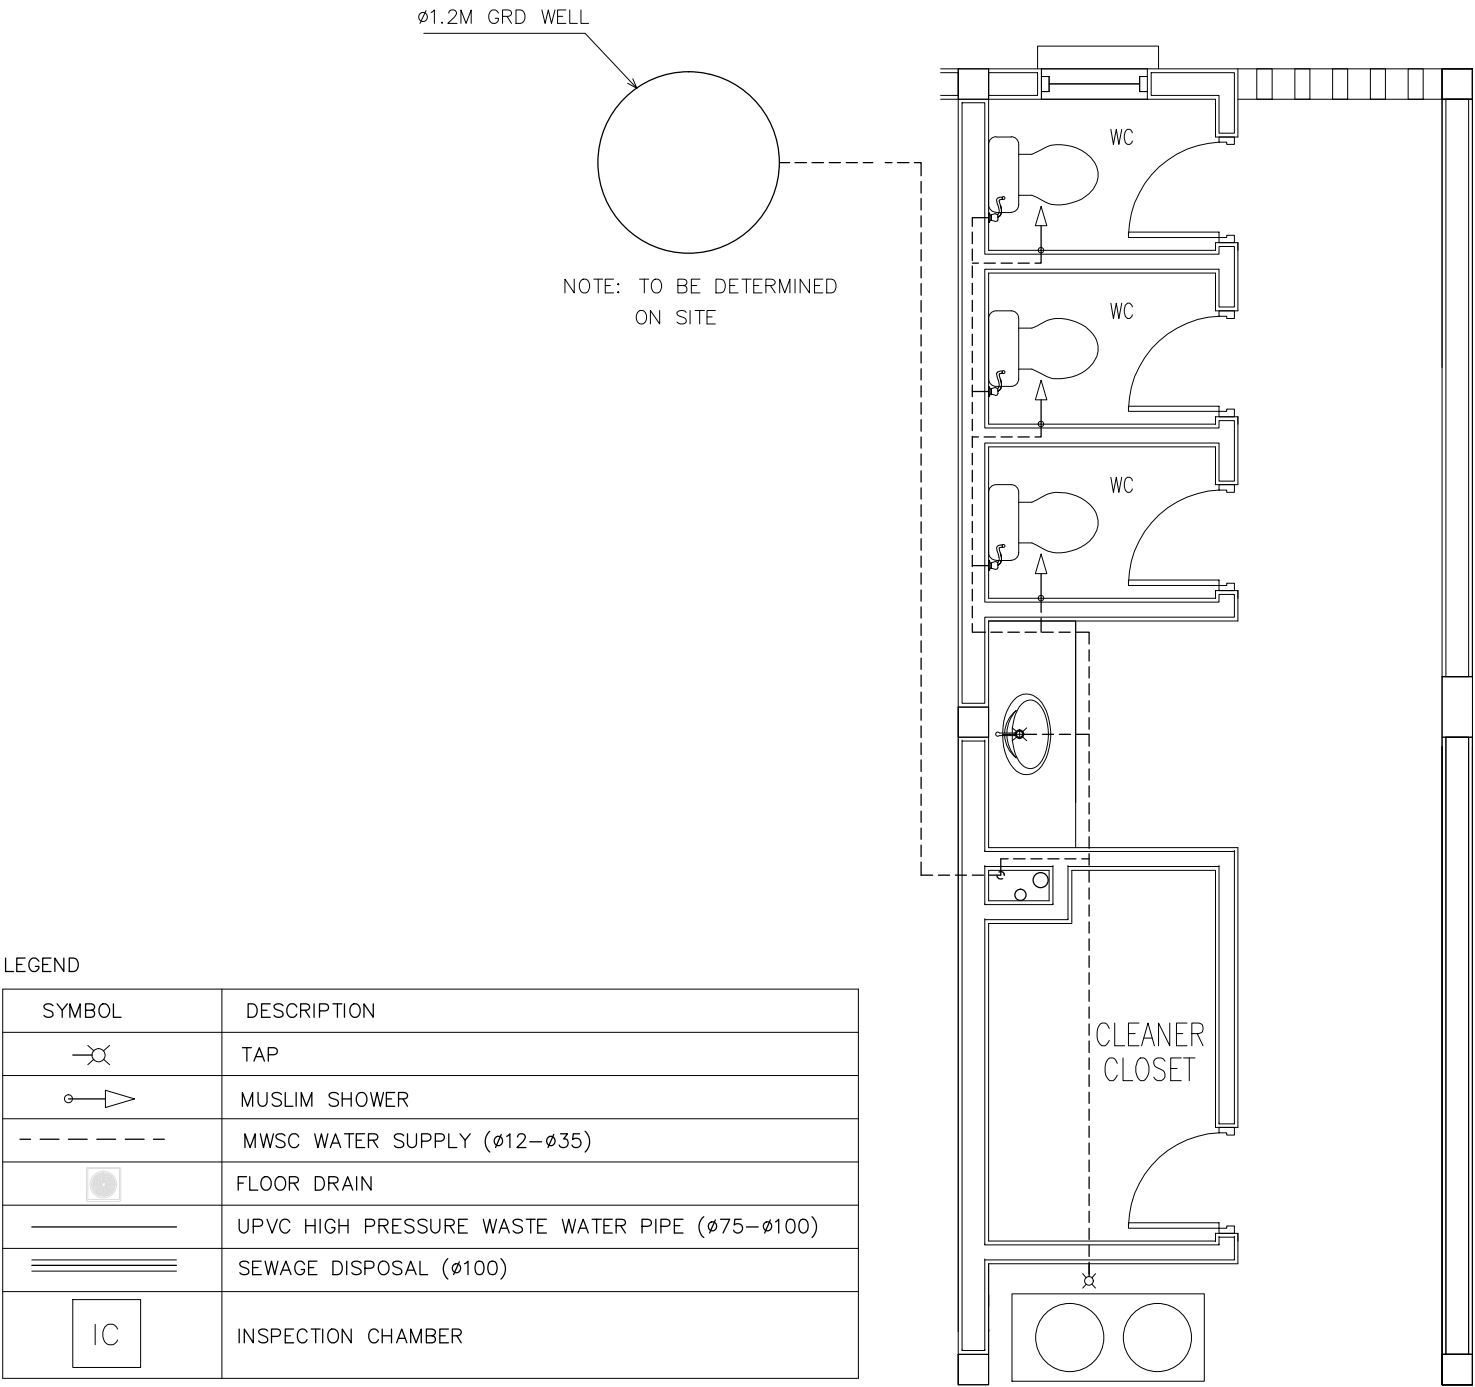 ø1.2M GRD WELL
NOTE: TO BE DETERMINED
ON SITE
WC
WC
WC
CLEANER
CLOSET
LEGEND
SYMBOL DESCRIPTION
TAP
MUSLIM SHOWER
MWSC WATER SUPPLY (ø12-ø35)
FLOOR DRAIN
UPVC HIGH PRESSURE WASTE WATER PIPE (ø75-ø100)
SEWAGE DISPOSAL (ø100)
IC INSPECTION CHAMBER